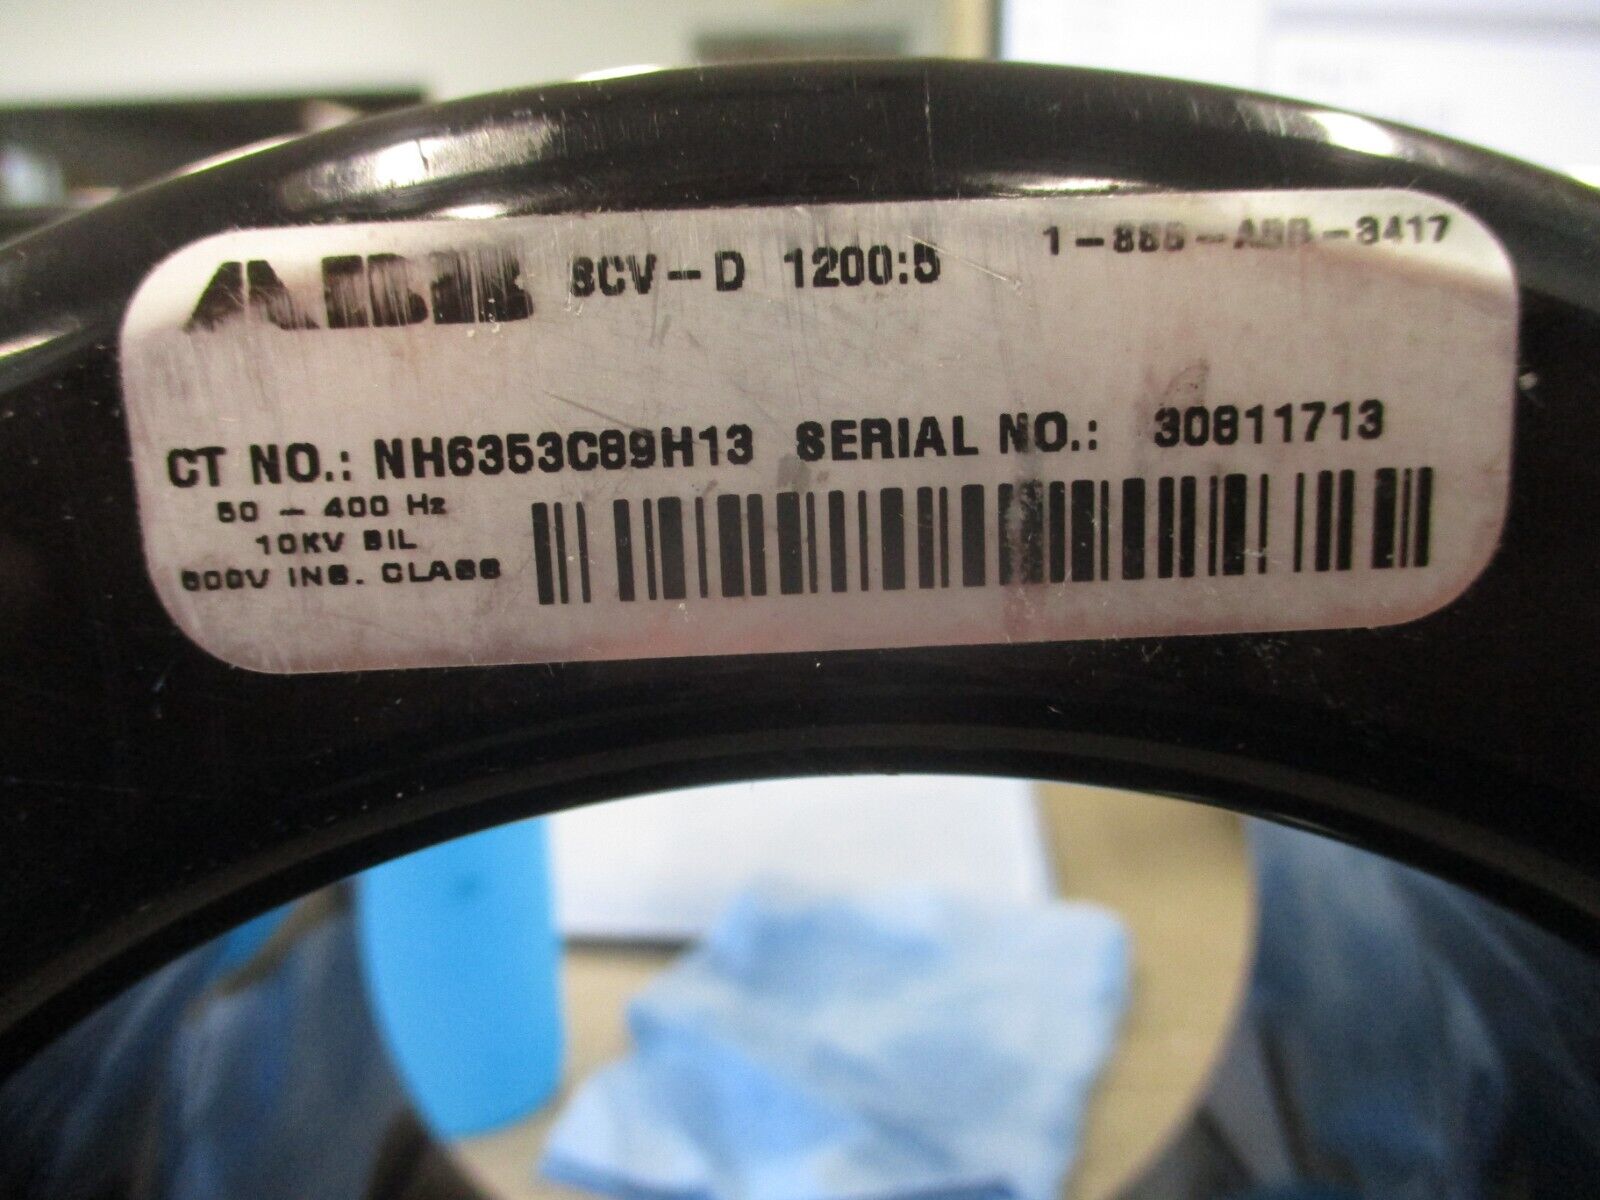 ABB SCV-D 1200:5 1-888-ABB-3417
CT NO.: NH6353C89H13 SERIAL NO.: 30811713
50 - 400 Hz
10KV BIL
600V INS. CLASS